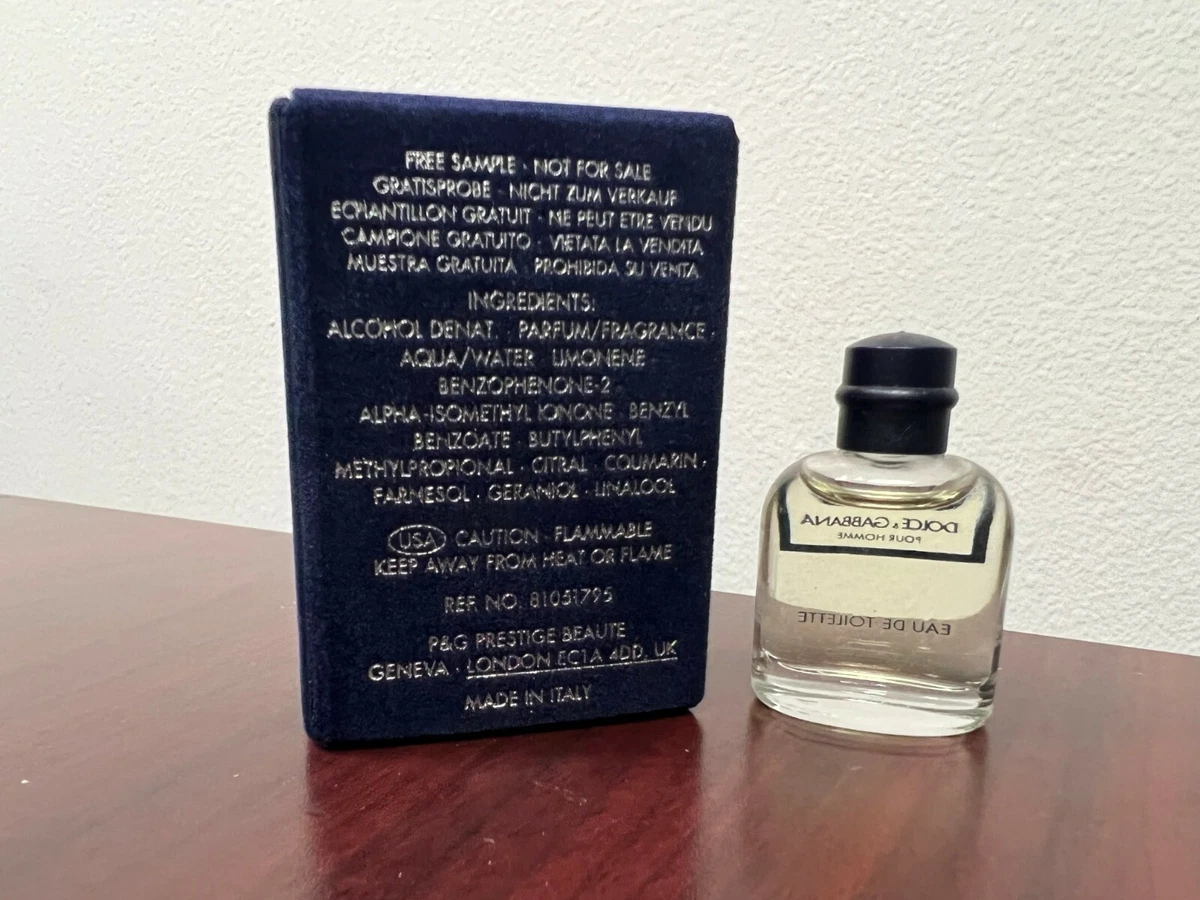 FREE SAMPLE · NOT FOR SALE
GRATISPROBE · NICHT ZUM VERKAUF
ECHANTILLON GRATUIT · NE PEUT ETRE VENDU
CAMPIONE GRATUITO · VIETATA LA VENDITA
MUESTRA GRATUITA · PROHIBIDA SU VENTA
INGREDIENTS:
ALCOHOL DENAT. · PARFUM/FRAGRANCE ·
AQUA/WATER · LIMONENE ·
BENZOPHENONE-2 ·
ALPHA-ISOMETHYL IONONE · BENZYL
BENZOATE · BUTYLPHENYL
METHYLPROPIONAL · CITRAL · COUMARIN ·
FARNESOL · GERANIOL · LINALOOL
USA CAUTION · FLAMMABLE
KEEP AWAY FROM HEAT OR FLAME
REF. NO. 81051795
P&G PRESTIGE BEAUTE
GENEVA · LONDON EC1A 4DD, UK
MADE IN ITALY
DOLCE & GABBANA
POUR HOMME
EAU DE TOILETTE